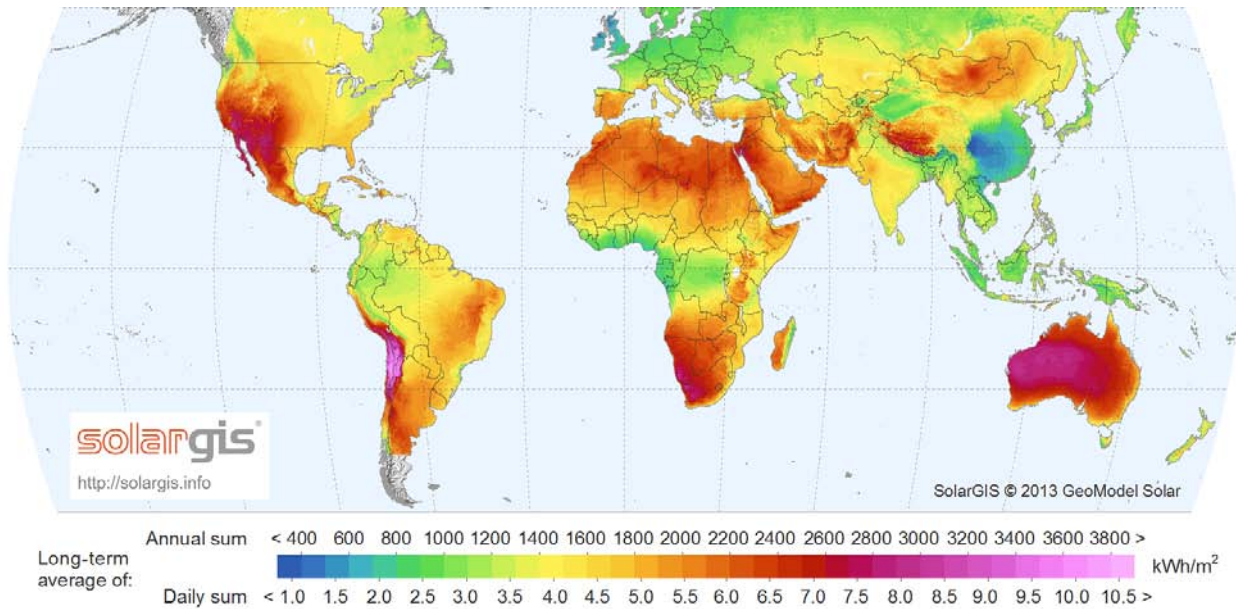 solargis
http://solargis.info
SolarGIS © 2013 GeoModel Solar
Annual sum < 400 600 800 1000 1200 1400 1600 1800 2000 2200 2400 2600 2800 3000 3200 3400 3600 3800 >
Long-term
average of:
kWh/m²
Daily sum < 1.0 1.5 2.0 2.5 3.0 3.5 4.0 4.5 5.0 5.5 6.0 6.5 7.0 7.5 8.0 8.5 9.0 9.5 10.0 10.5 >